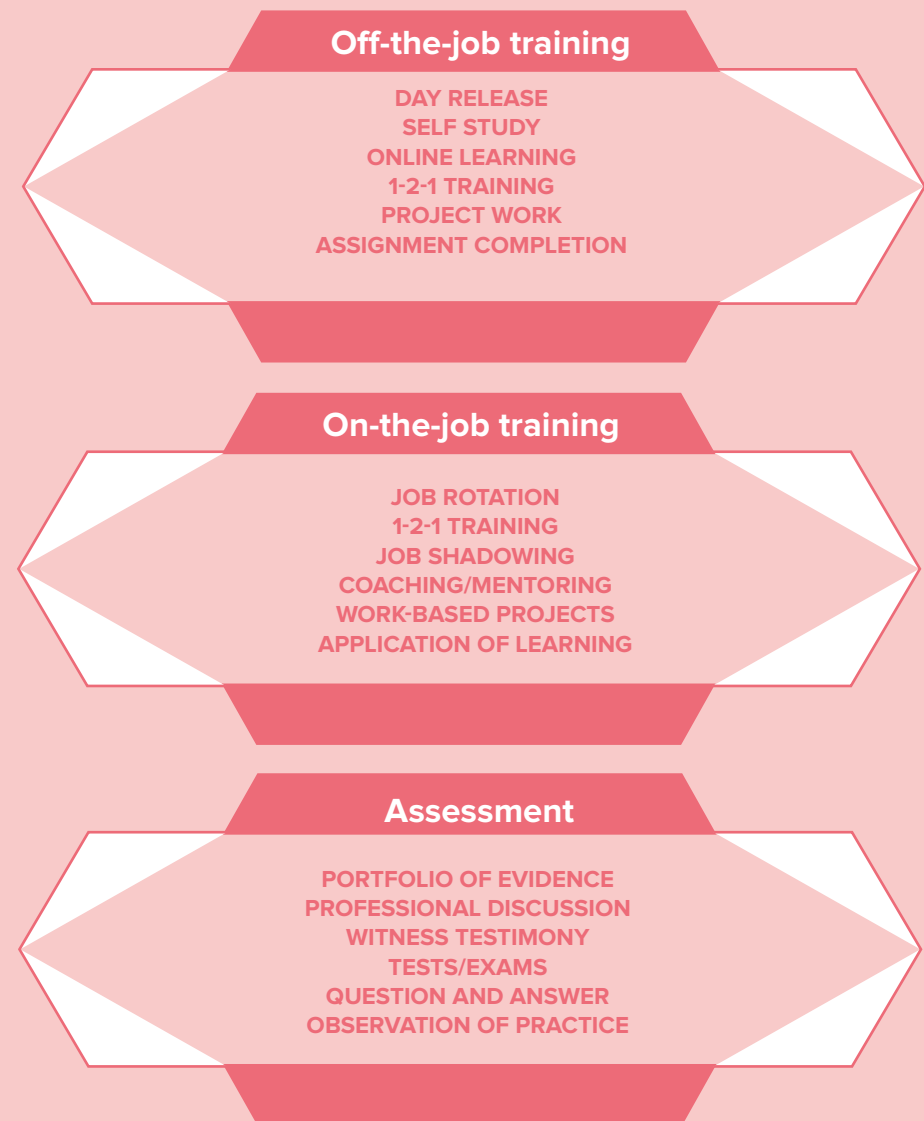 Off-the-job training
DAY RELEASE
SELF STUDY
ONLINE LEARNING
1-2-1 TRAINING
PROJECT WORK
ASSIGNMENT COMPLETION
On-the-job training
JOB ROTATION
1-2-1 TRAINING
JOB SHADOWING
COACHING/MENTORING
WORK-BASED PROJECTS
APPLICATION OF LEARNING
Assessment
PORTFOLIO OF EVIDENCE
PROFESSIONAL DISCUSSION
WITNESS TESTIMONY
TESTS/EXAMS
QUESTION AND ANSWER
OBSERVATION OF PRACTICE